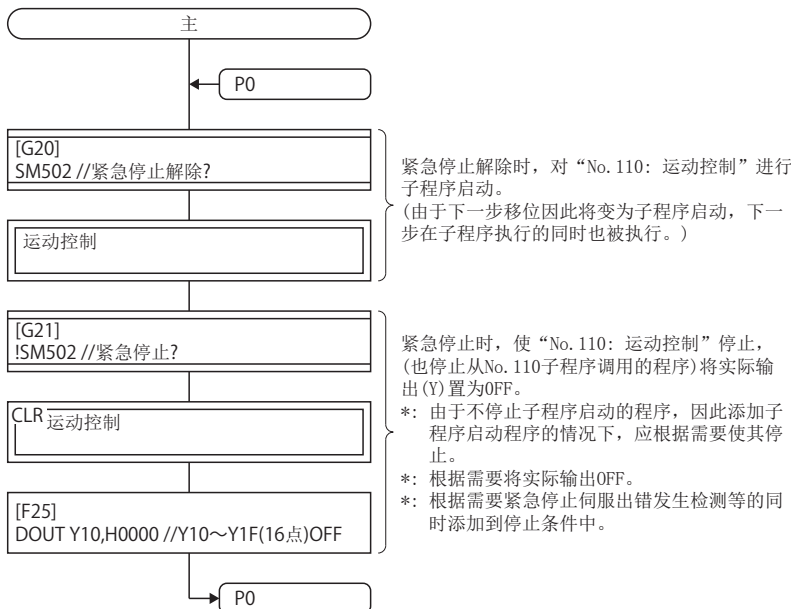 主
P0
[G20]
SM502 //紧急停止解除?
运动控制
紧急停止解除时，对“No.110: 运动控制”进行
子程序启动。
(由于下一步移位因此将变为子程序启动，下一
步在子程序执行的同时也被执行。)
[G21]
!SM502 //紧急停止?
CLR 运动控制
[F25]
DOUT Y10,H0000 //Y10～Y1F(16点)OFF
紧急停止时，使“No.110: 运动控制”停止，
(也停止从No.110子程序调用的程序)将实际输
出(Y)置为OFF。
*: 由于不停止子程序启动的程序，因此添加子
程序启动程序的情况下，应根据需要使其停
止。
*: 根据需要将实际输出OFF。
*: 根据需要紧急停止伺服出错发生检测等的同
时添加到停止条件中。
P0